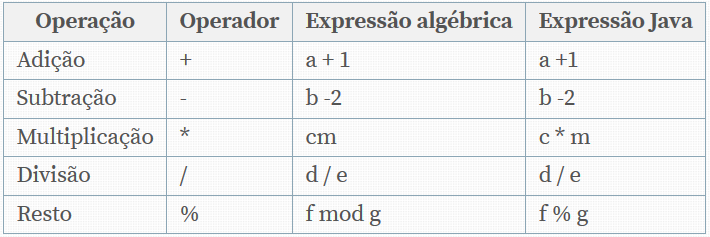 Operação Operador Expressão algébrica Expressão Java
Adição + a + 1 a +1
Subtração - b -2 b -2
Multiplicação * cm c * m
Divisão / d / e d / e
Resto % f mod g f % g